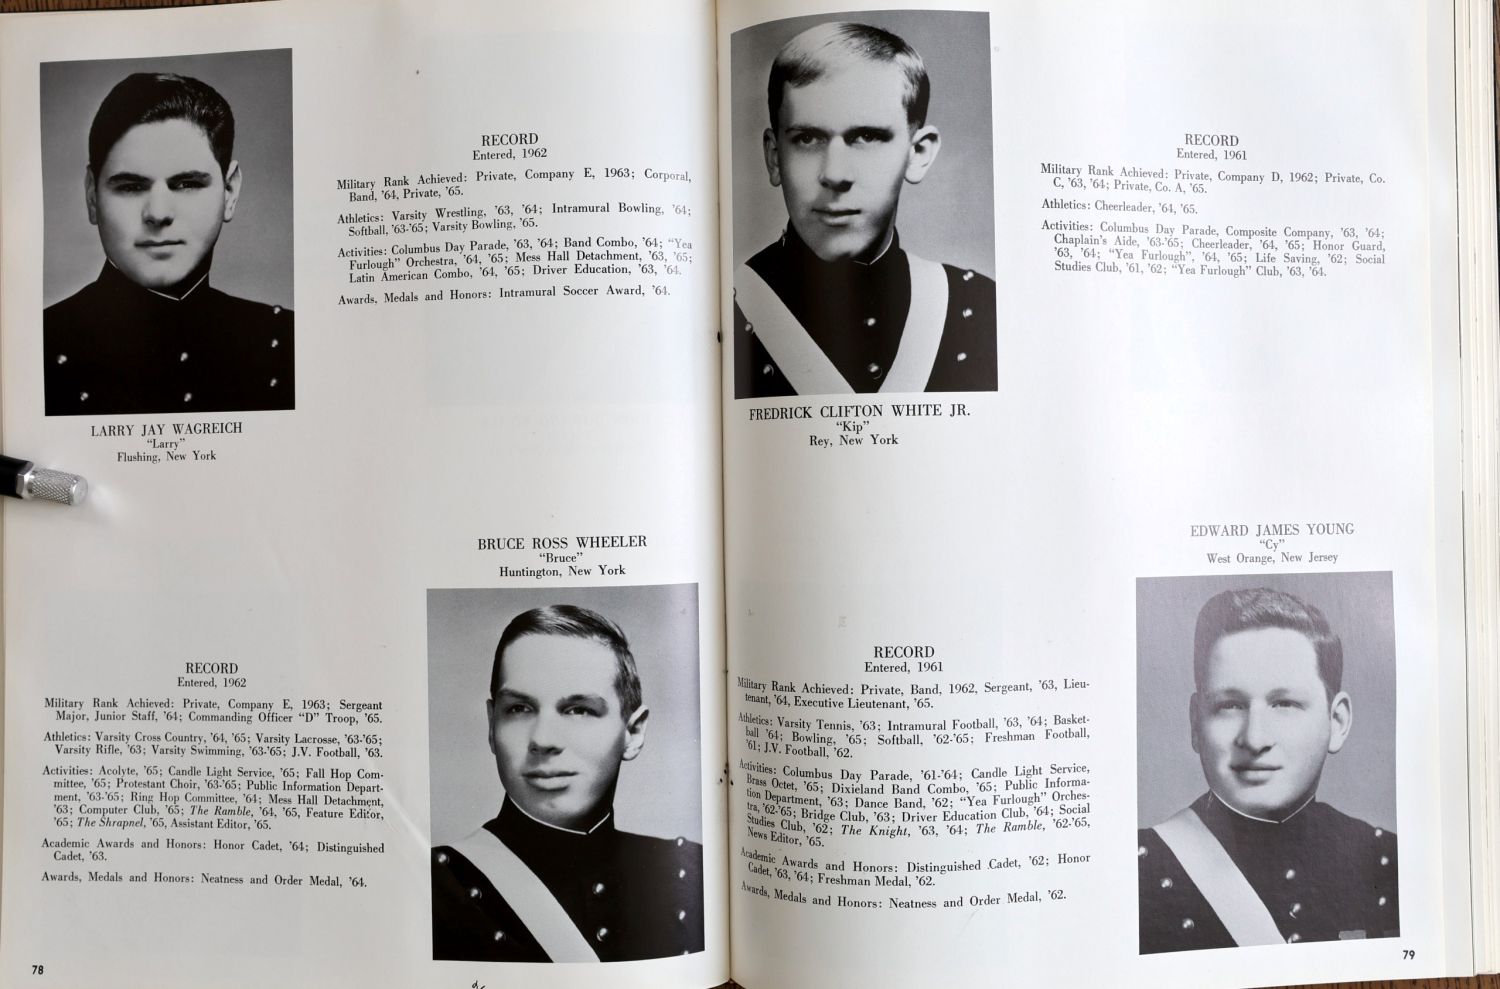 LARRY JAY WAGREICH
"Larry"
Flushing, New York
RECORD
Entered, 1962
Military Rank Achieved: Private, Company E, 1963; Corporal,
Band, '64, Private, '65.
Athletics: Varsity Wrestling, '63, '64; Intramural Bowling, '64;
Softball, '63-'65; Varsity Bowling, '65.
Activities: Columbus Day Parade, '63, '64; Band Combo, '64; "Yea
Furlough" Orchestra, '64, '65; Mess Hall Detachment, '63, '65;
Latin American Combo, '64, '65; Driver Education, '63, '64.
Awards, Medals and Honors: Intramural Soccer Award, '64.
BRUCE ROSS WHEELER
"Bruce"
Huntington, New York
RECORD
Entered, 1962
Military Rank Achieved: Private, Company E, 1963; Sergeant
Major, Junior Staff, '64; Commanding Officer "D" Troop, '65.
Athletics: Varsity Cross Country, '64, '65; Varsity Lacrosse, '63-'65;
Varsity Rifle, '63; Varsity Swimming, '63-'65; J.V. Football, '63.
Activities: Acolyte, '65; Candle Light Service, '65; Fall Hop Com-
mittee, '65; Protestant Choir, '63-'65; Public Information Depart-
ment, '63-'65; Ring Hop Committee, '64; Mess Hall Detachment,
'63; Computer Club, '65; The Ramble, '64, '65, Feature Editor,
'65; The Shrapnel, '65, Assistant Editor, '65.
Academic Awards and Honors: Honor Cadet, '64; Distinguished
Cadet, '63.
Awards, Medals and Honors: Neatness and Order Medal, '64.
78
FREDRICK CLIFTON WHITE JR.
"Kip"
Rey, New York
RECORD
Entered, 1961
Military Rank Achieved: Private, Company D, 1962; Private, Co.
C, '63, '64; Private, Co. A, '65.
Athletics: Cheerleader, '64, '65.
Activities: Columbus Day Parade, Composite Company, '63, '64;
Chaplain's Aide, '63-'65; Cheerleader, '64, '65; Honor Guard,
'63, '64; "Yea Furlough", '64, '65; Life Saving, '62; Social
Studies Club, '61, '62; "Yea Furlough" Club, '63, '64.
EDWARD JAMES YOUNG
"Cy"
West Orange, New Jersey
RECORD
Entered, 1961
Military Rank Achieved: Private, Band, 1962, Sergeant, '63, Lieu-
tenant, '64, Executive Lieutenant, '65.
Athletics: Varsity Tennis, '63; Intramural Football, '63, '64; Basket-
ball '64; Bowling, '65; Softball, '62-'65; Freshman Football,
'61; J.V. Football, '62.
Activities: Columbus Day Parade, '61-'64; Candle Light Service,
Brass Octet, '65; Dixieland Band Combo, '65; Public Informa-
tion Department, '63; Dance Band, '62; "Yea Furlough" Orches-
tra, '62-'65; Bridge Club, '63; Driver Education Club, '64; Social
Studies Club, '62; The Knight, '63, '64; The Ramble, '62-'65,
News Editor, '65.
Academic Awards and Honors: Distinguished Cadet, '62; Honor
Cadet, '63, '64; Freshman Medal, '62.
Awards, Medals and Honors: Neatness and Order Medal, '62.
79